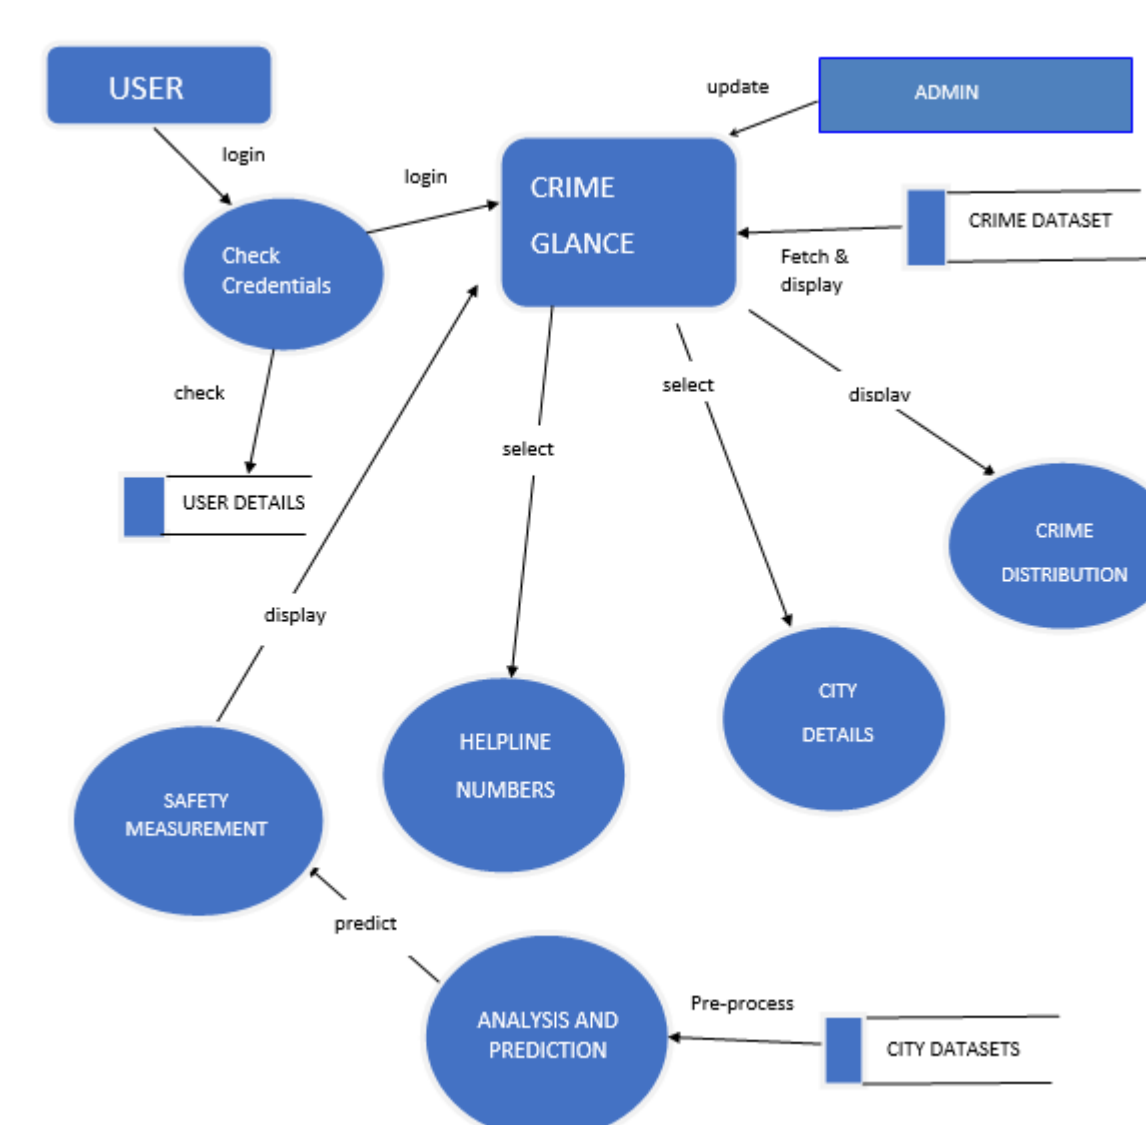 USER
update
ADMIN
login
login
CRIME
GLANCE
CRIME DATASET
Check
Credentials
Fetch &
display
check
select
display
select
USER DETAILS
CRIME
DISTRIBUTION
display
CITY
DETAILS
HELPLINE
NUMBERS
SAFETY
MEASUREMENT
predict
Pre-process
ANALYSIS AND
PREDICTION
CITY DATASETS